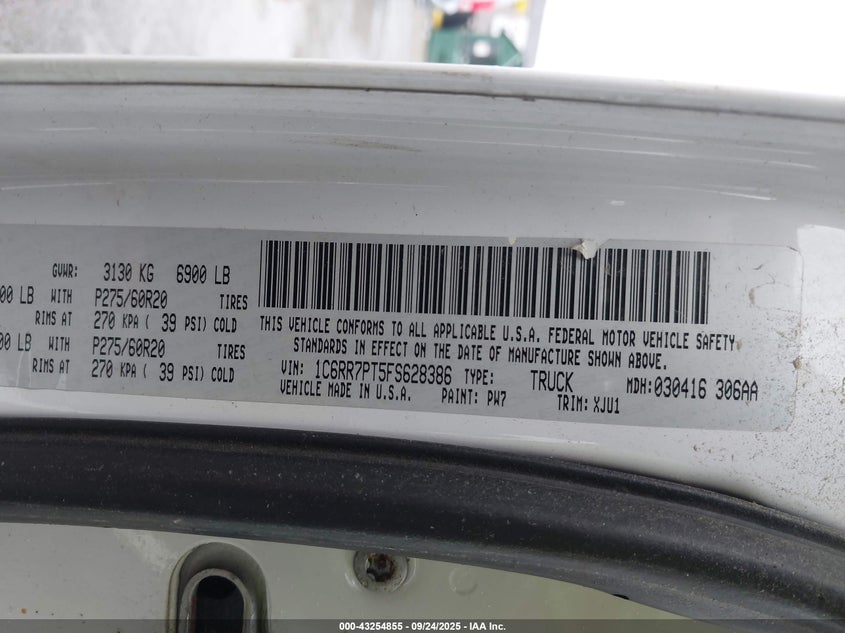 GVWR: 3130 KG 6900 LB
00 LB WITH P275/60R20 TIRES
RIMS AT 270 KPA ( 39 PSI) COLD
00 LB WITH P275/60R20 TIRES
RIMS AT 270 KPA ( 39 PSI) COLD
THIS VEHICLE CONFORMS TO ALL APPLICABLE U.S.A. FEDERAL MOTOR VEHICLE SAFETY
STANDARDS IN EFFECT ON THE DATE OF MANUFACTURE SHOWN ABOVE.
VIN: 1C6RR7PT5FS628386 TYPE: TRUCK MDH:030416 306AA
VEHICLE MADE IN U.S.A. PAINT: PW7 TRIM: XJU1
000-43254855 - 09/24/2025 - IAA Inc.